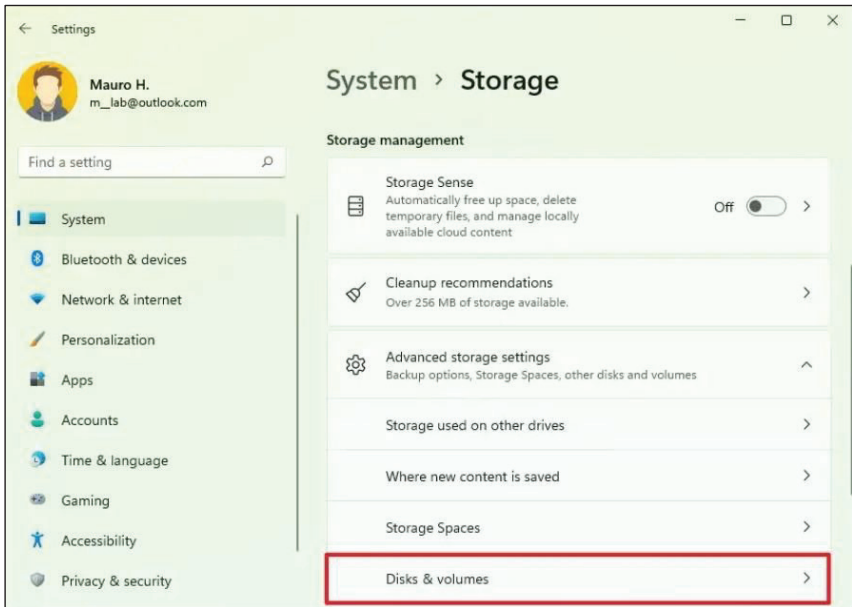 Settings
Mauro H.
m__lab@outlook.com
Find a setting
System
Bluetooth & devices
Network & internet
Personalization
Apps
Accounts
Time & language
Gaming
Accessibility
Privacy & security
System > Storage
Storage management
Storage Sense
Automatically free up space, delete
temporary files, and manage locally
available cloud content
Off
Cleanup recommendations
Over 256 MB of storage available.
Advanced storage settings
Backup options, Storage Spaces, other disks and volumes
Storage used on other drives
Where new content is saved
Storage Spaces
Disks & volumes